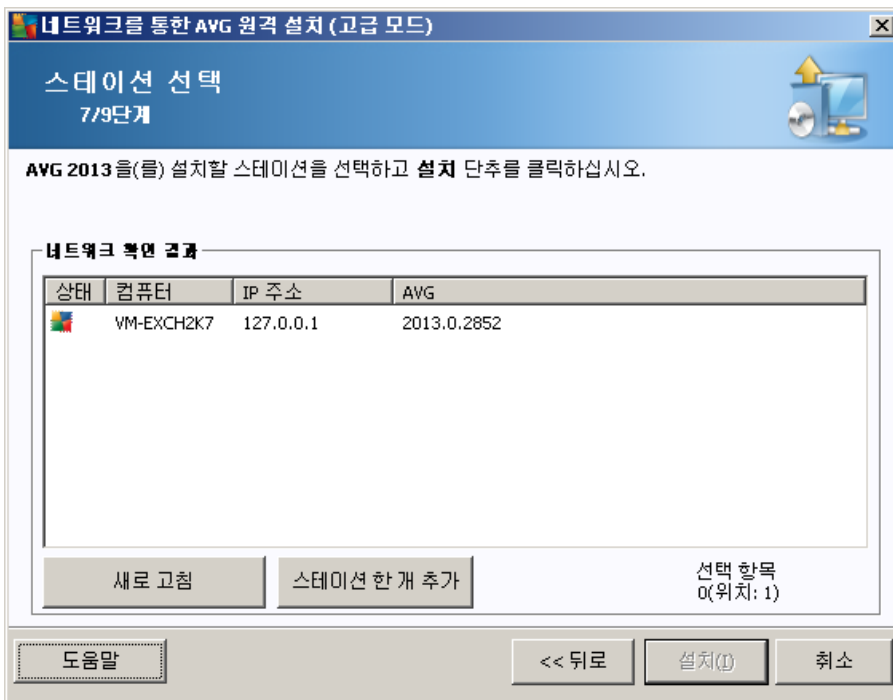 네트워크를 통한 AVG 원격 설치 (고급 모드)
스테이션 선택
7/9단계
AVG 2013을(를) 설치할 스테이션을 선택하고 설치 단추를 클릭하십시오.
네트워크 확인 결과
상태 컴퓨터 IP 주소 AVG
VM-EXCH2K7 127.0.0.1 2013.0.2852
새로 고침 스테이션 한 개 추가 선택 항목
0(위치: 1)
도움말 << 뒤로 설치(I) 취소